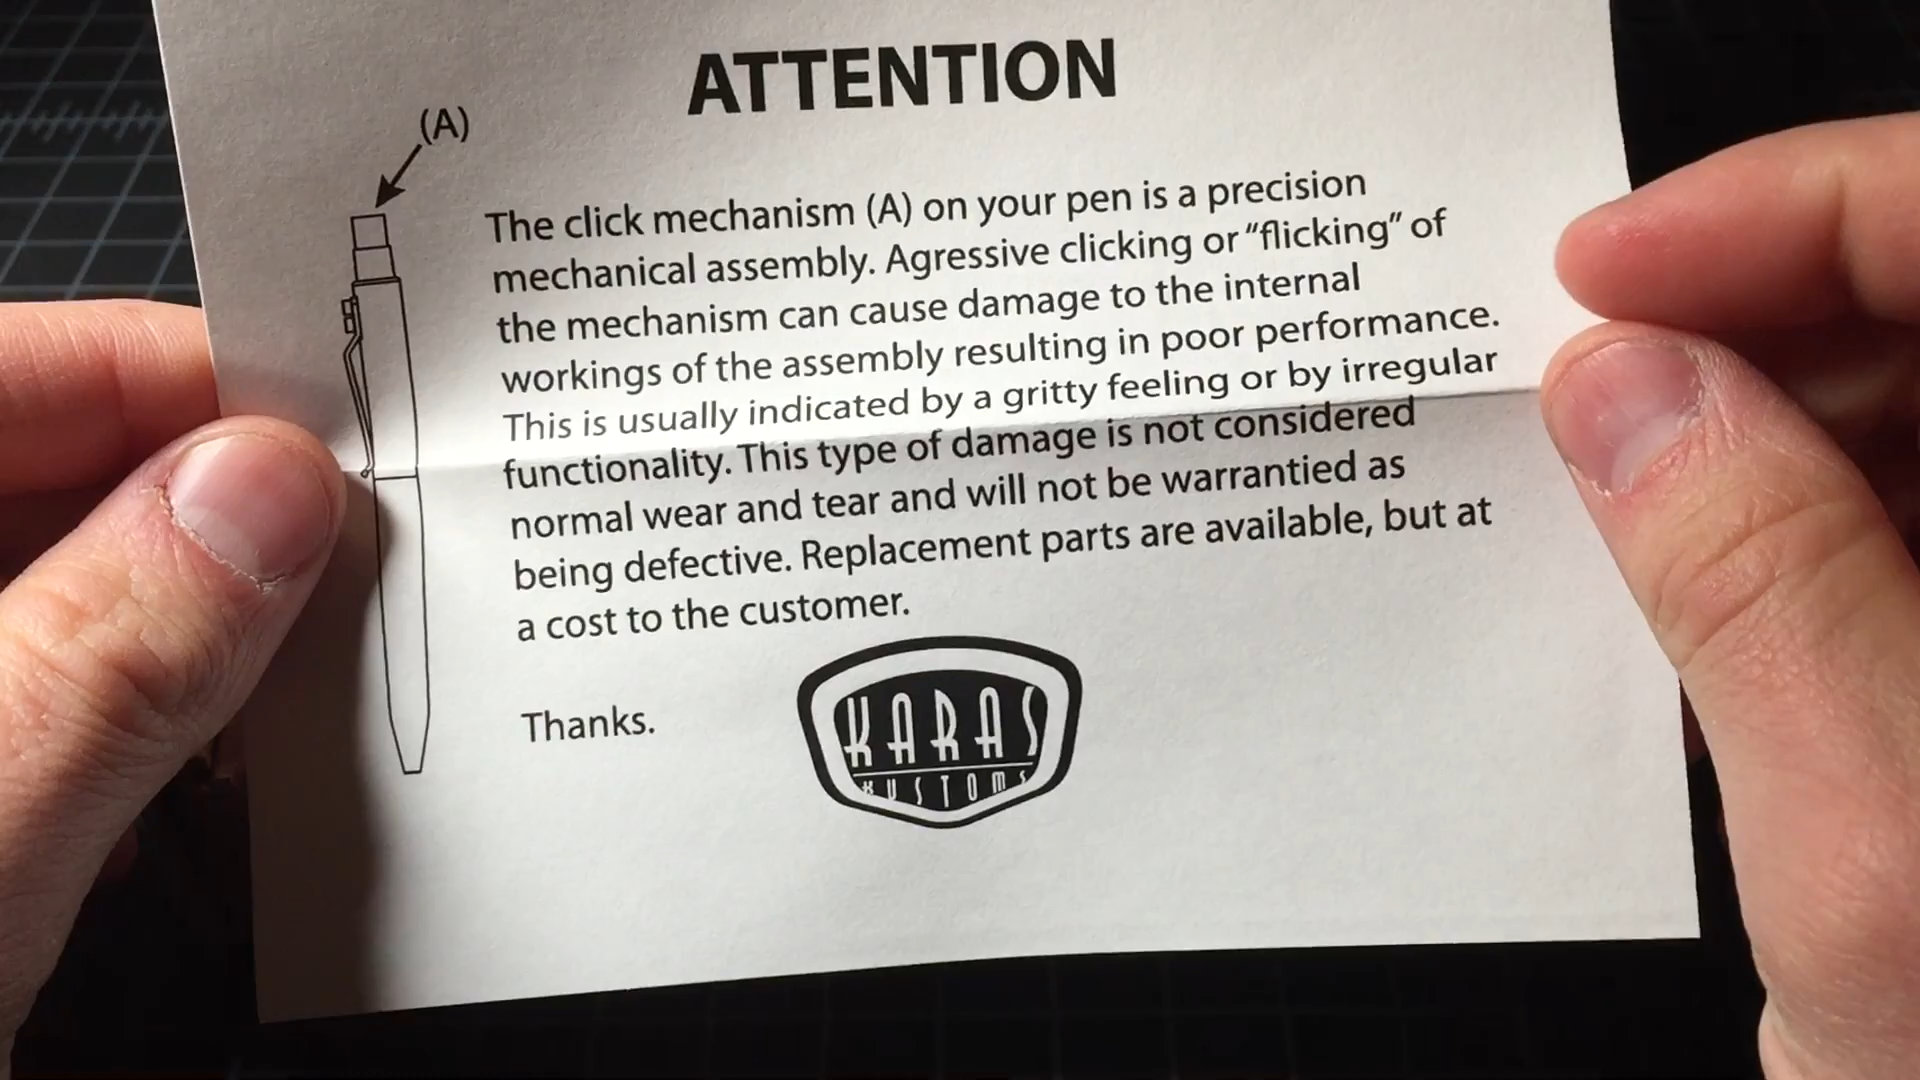 ATTENTION
(A)
The click mechanism (A) on your pen is a precision
mechanical assembly. Agressive clicking or “flicking” of
the mechanism can cause damage to the internal
workings of the assembly resulting in poor performance.
This is usually indicated by a gritty feeling or by irregular
functionality. This type of damage is not considered
normal wear and tear and will not be warrantied as
being defective. Replacement parts are available, but at
a cost to the customer.
Thanks.
KARAS
KUSTOMS